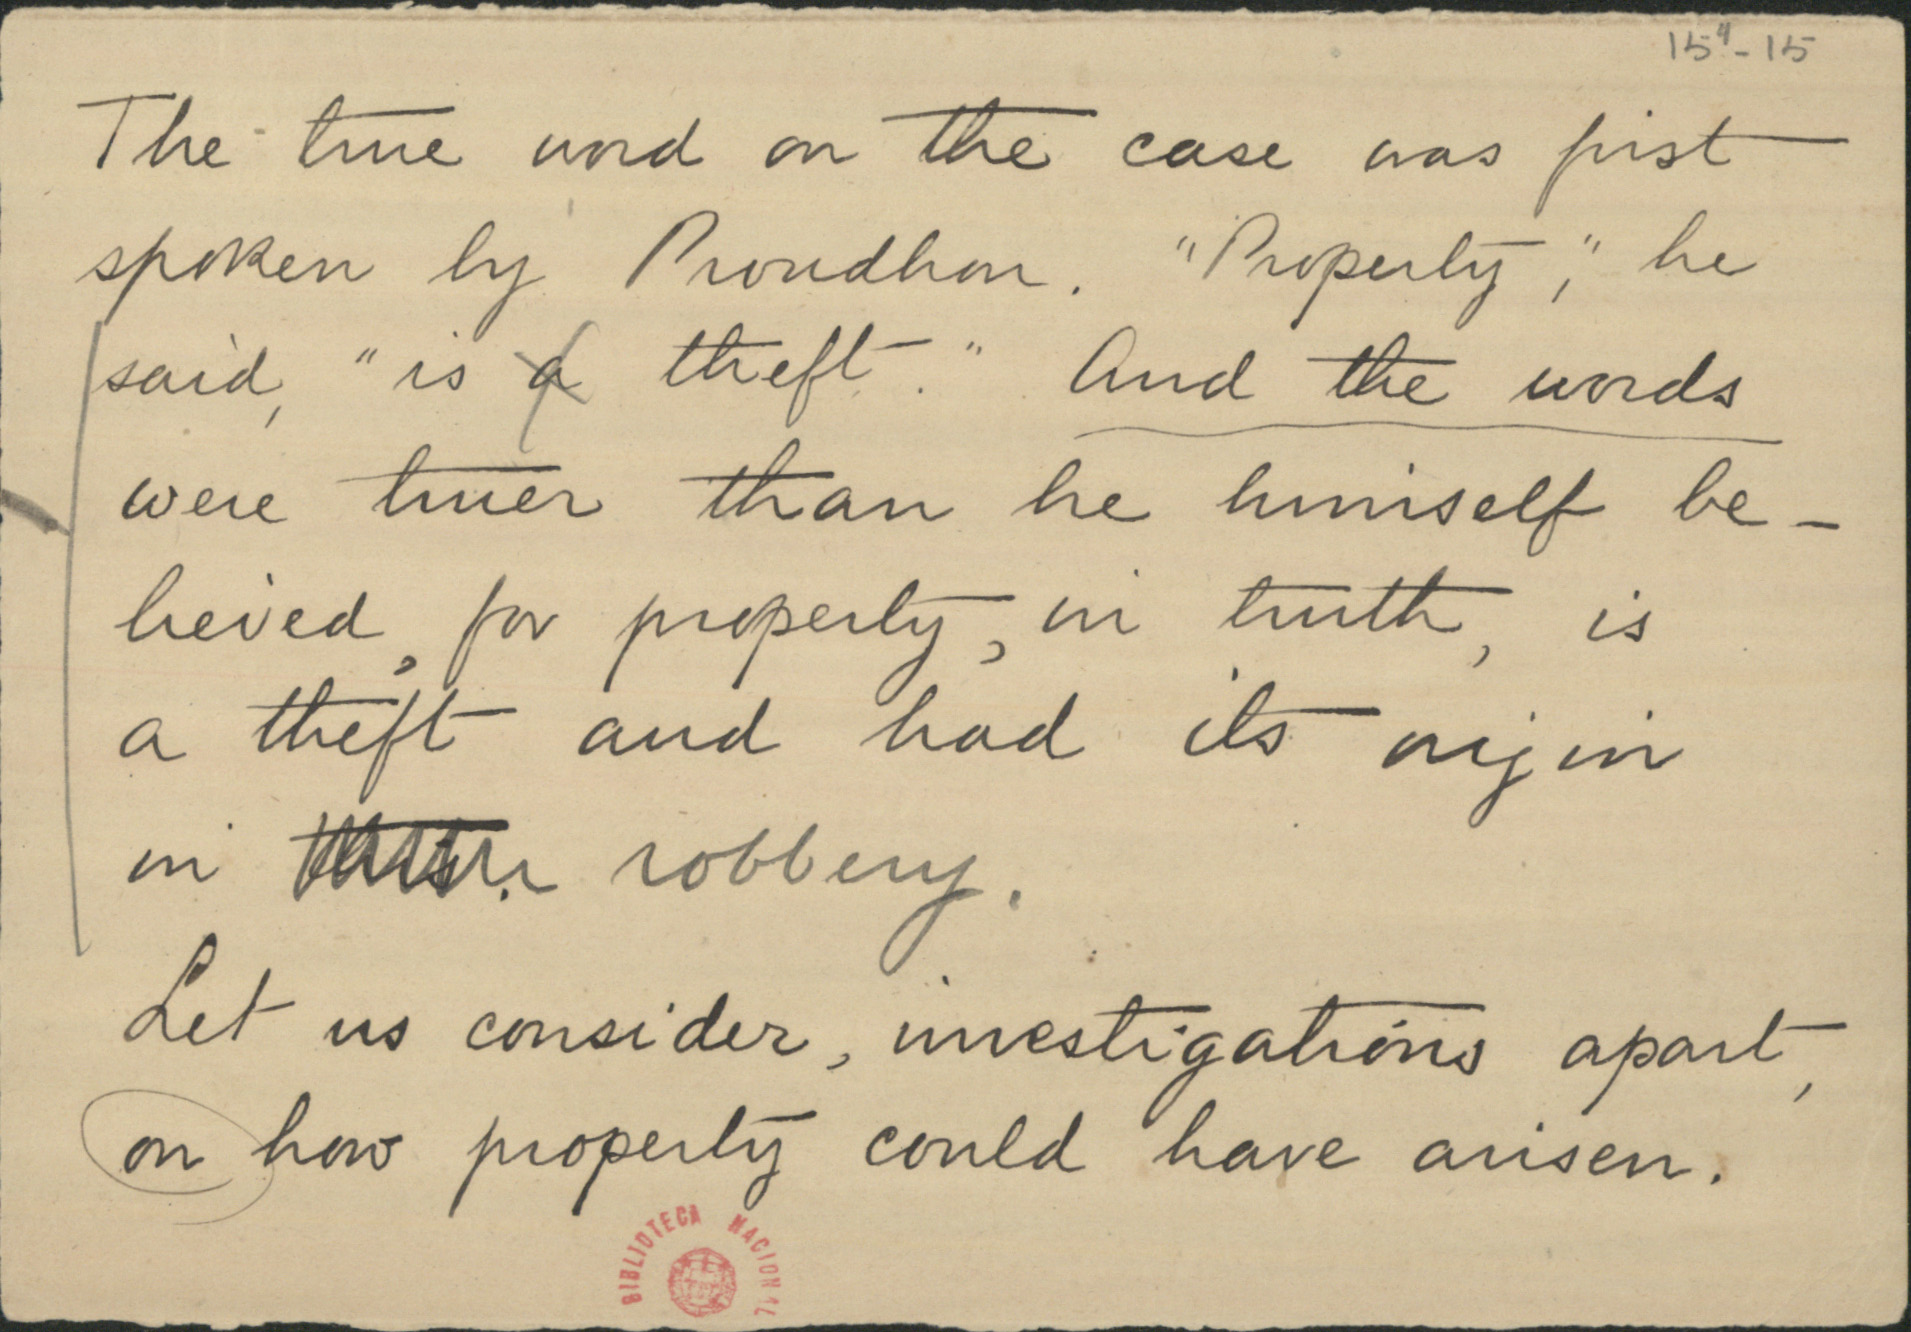 15⁴-15
The true word on the case was first
spoken by Proudhon. "Property," he
said, "is a theft." And the words
were truer than he himself be-
lieved, for property, in truth, is
a theft and had its origin
in robbery.
Let us consider, investigations apart,
on how property could have arisen.
BIBLIOTECA NACIONAL